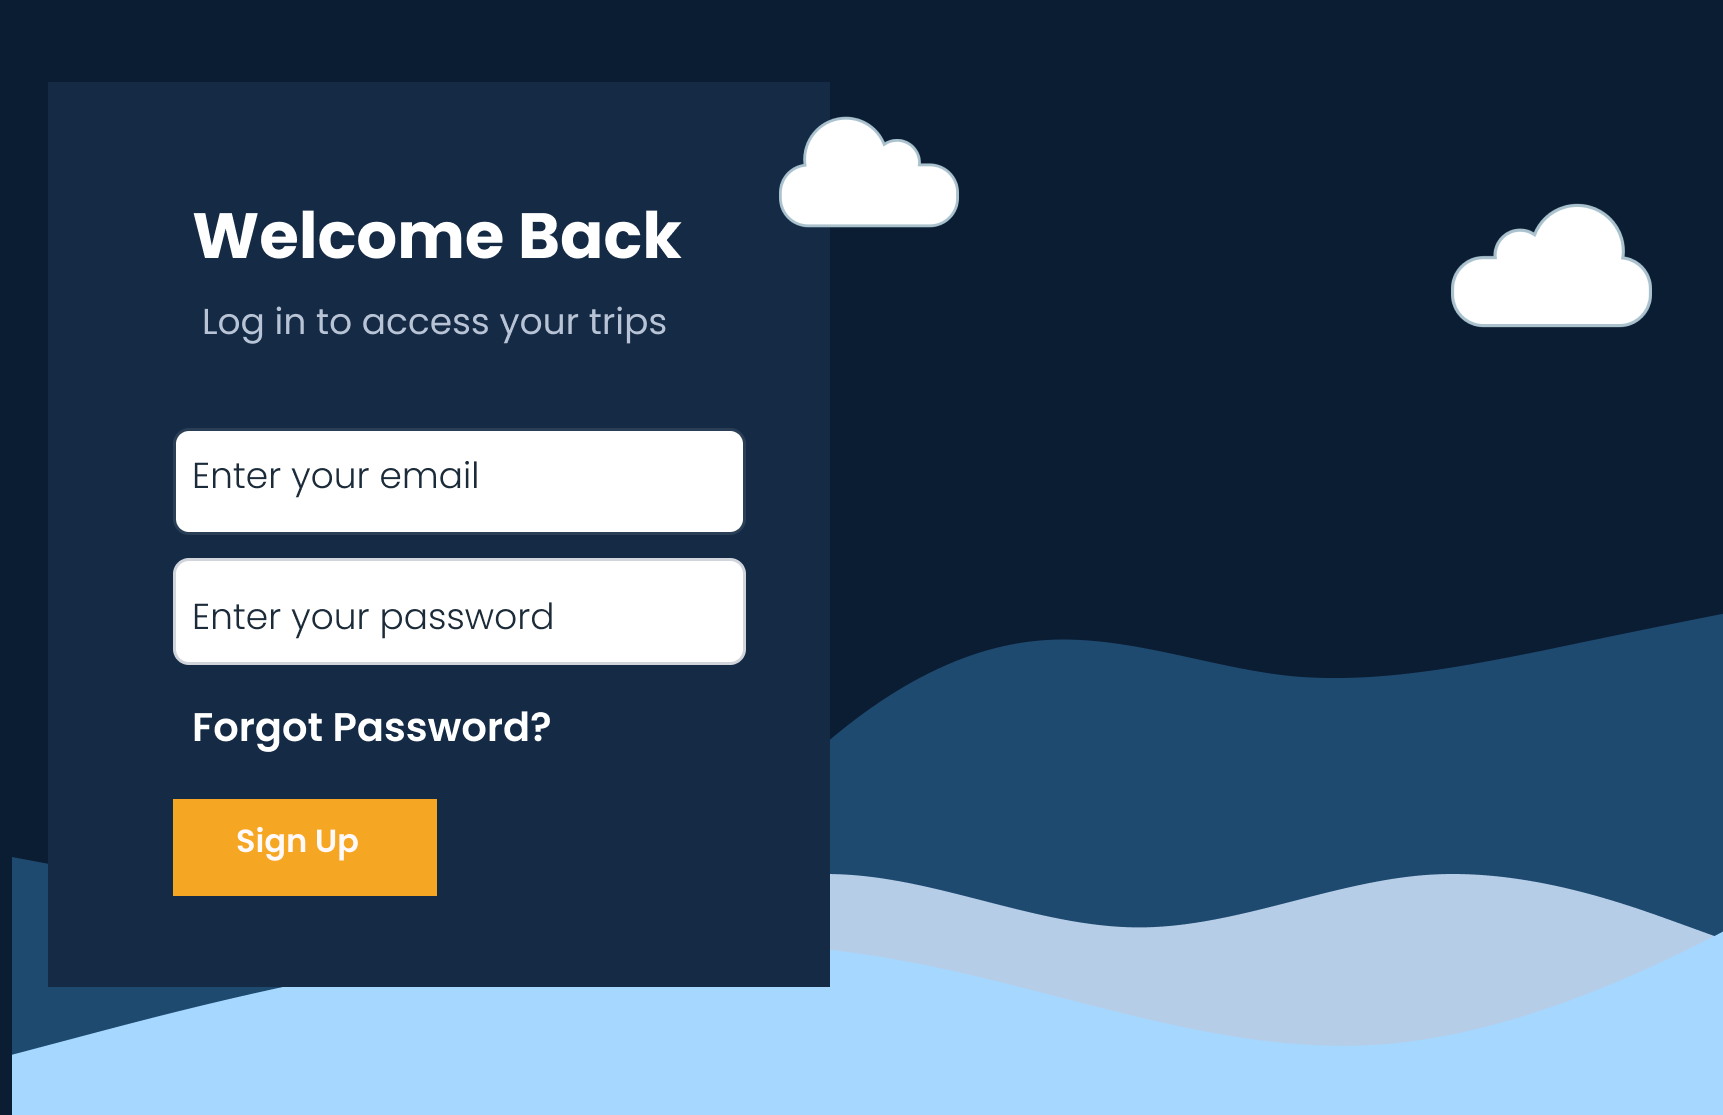 Welcome Back
Log in to access your trips
Enter your email
Enter your password
Forgot Password?
Sign Up